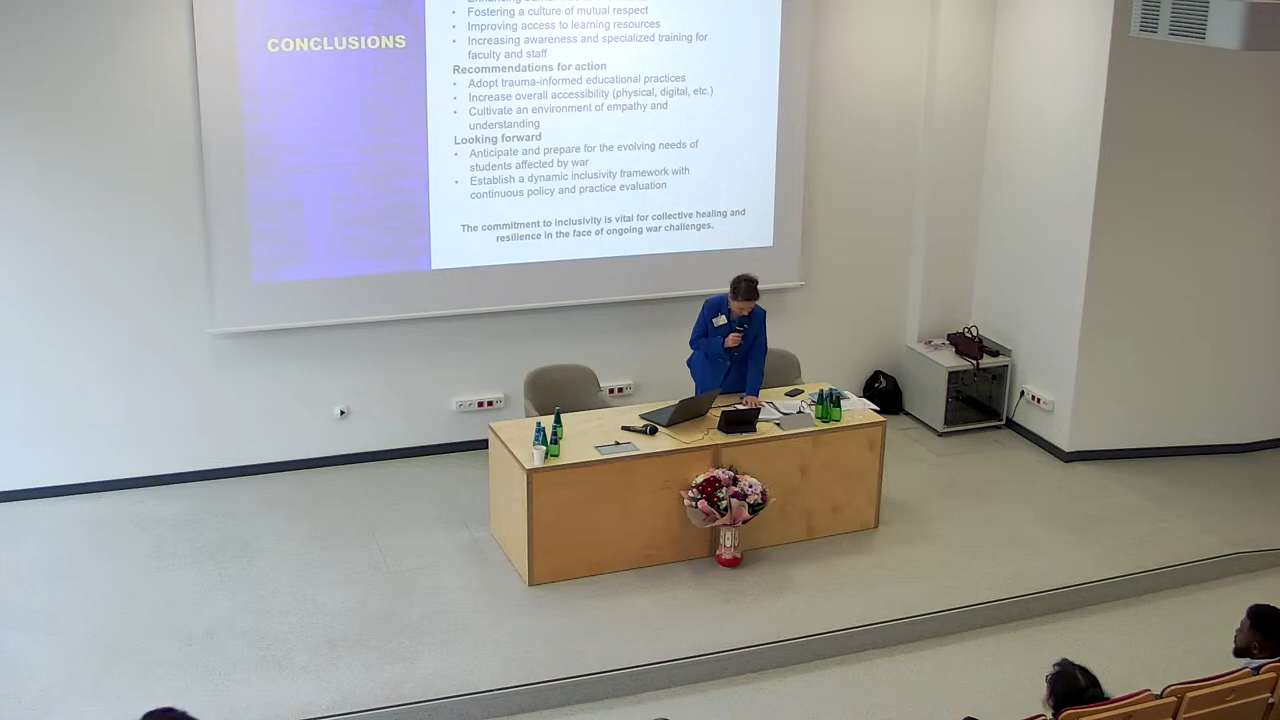 CONCLUSIONS
• Fostering a culture of mutual respect
• Improving access to learning resources
• Increasing awareness and specialized training for
faculty and staff
Recommendations for action
• Adopt trauma-informed educational practices
• Increase overall accessibility (physical, digital, etc.)
• Cultivate an environment of empathy and
understanding
Looking forward
• Anticipate and prepare for the evolving needs of
students affected by war
• Establish a dynamic inclusivity framework with
continuous policy and practice evaluation
The commitment to inclusivity is vital for collective healing and
resilience in the face of ongoing war challenges.